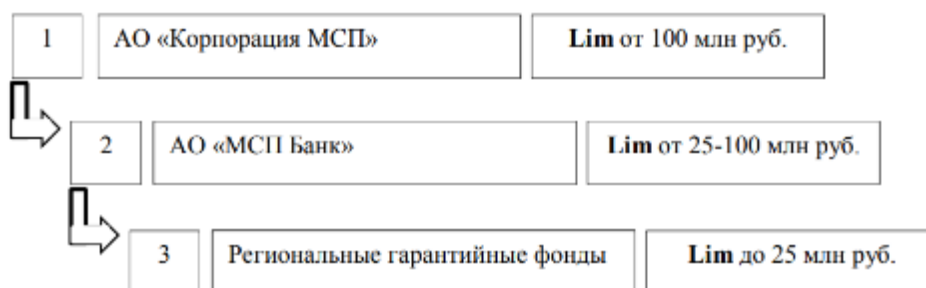 1 АО «Корпорация МСП» Lim от 100 млн руб.
2 АО «МСП Банк» Lim от 25-100 млн руб.
3 Региональные гарантийные фонды Lim до 25 млн руб.